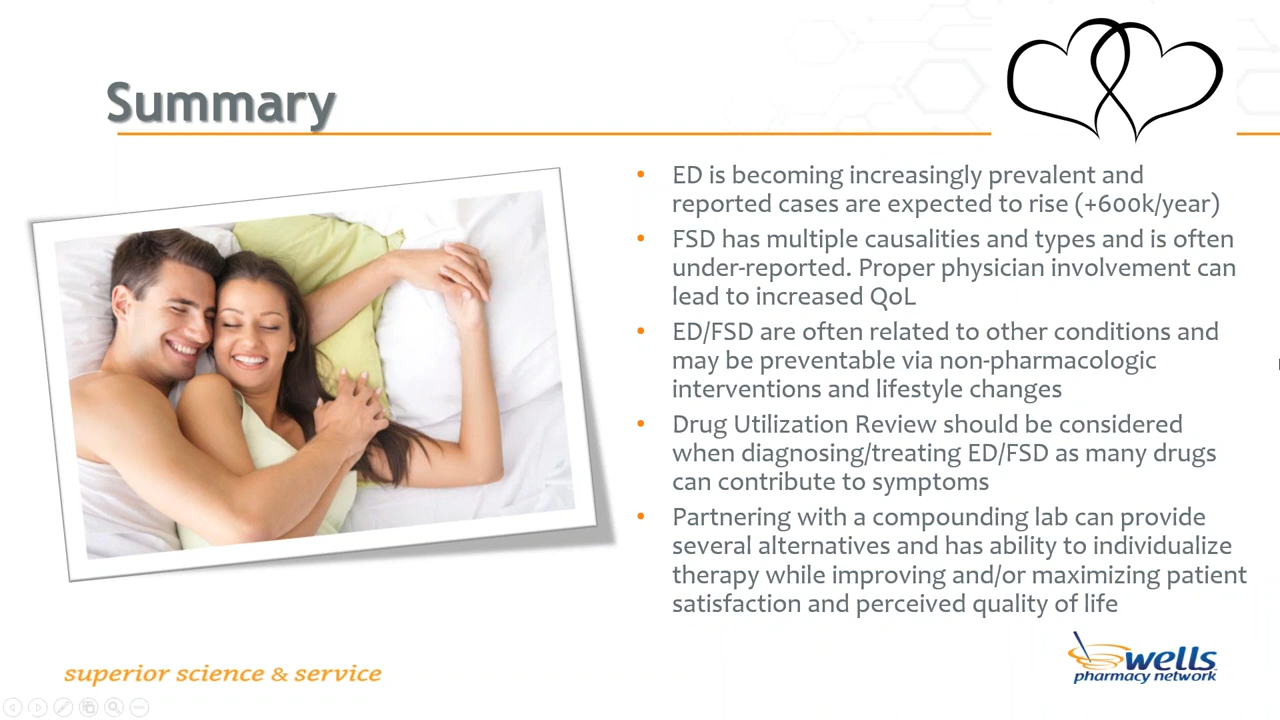 Summary
• ED is becoming increasingly prevalent and
reported cases are expected to rise (+600k/year)
• FSD has multiple causalities and types and is often
under-reported. Proper physician involvement can
lead to increased QoL
• ED/FSD are often related to other conditions and
may be preventable via non-pharmacologic
interventions and lifestyle changes
• Drug Utilization Review should be considered
when diagnosing/treating ED/FSD as many drugs
can contribute to symptoms
• Partnering with a compounding lab can provide
several alternatives and has ability to individualize
therapy while improving and/or maximizing patient
satisfaction and perceived quality of life
superior science & service
wells
pharmacy network